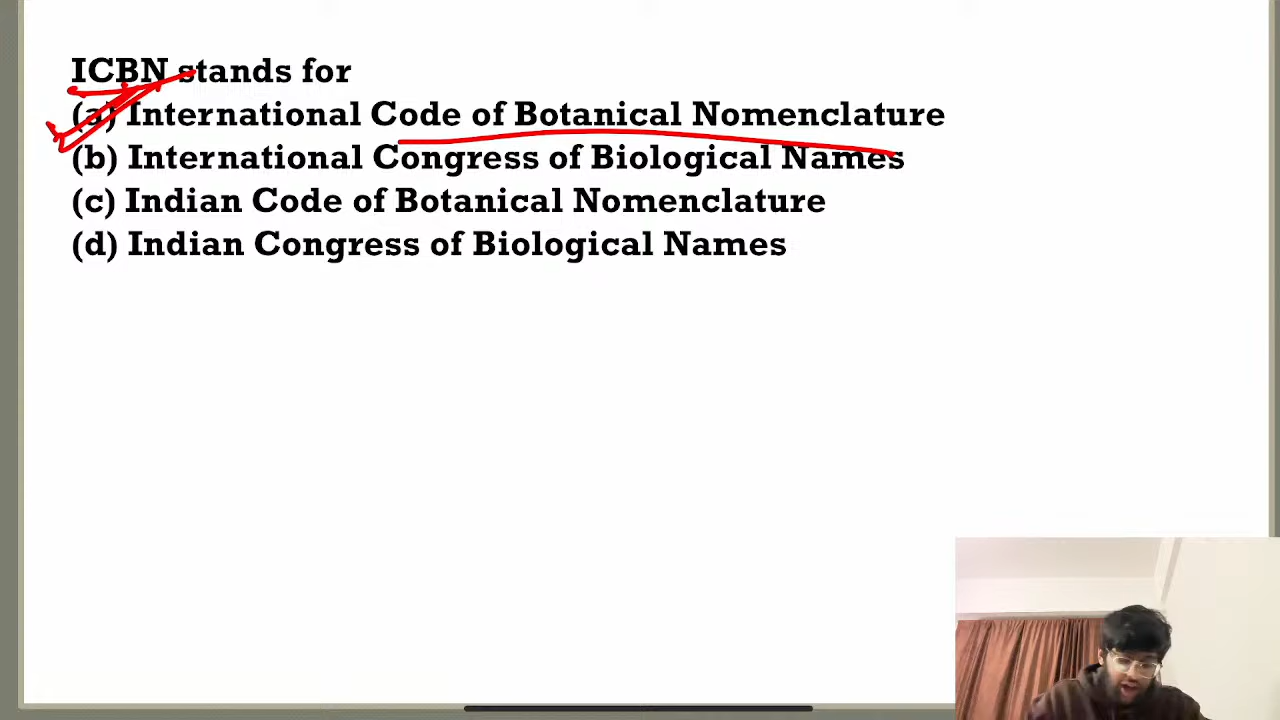 ICBN stands for
(a) International Code of Botanical Nomenclature
(b) International Congress of Biological Names
(c) Indian Code of Botanical Nomenclature
(d) Indian Congress of Biological Names